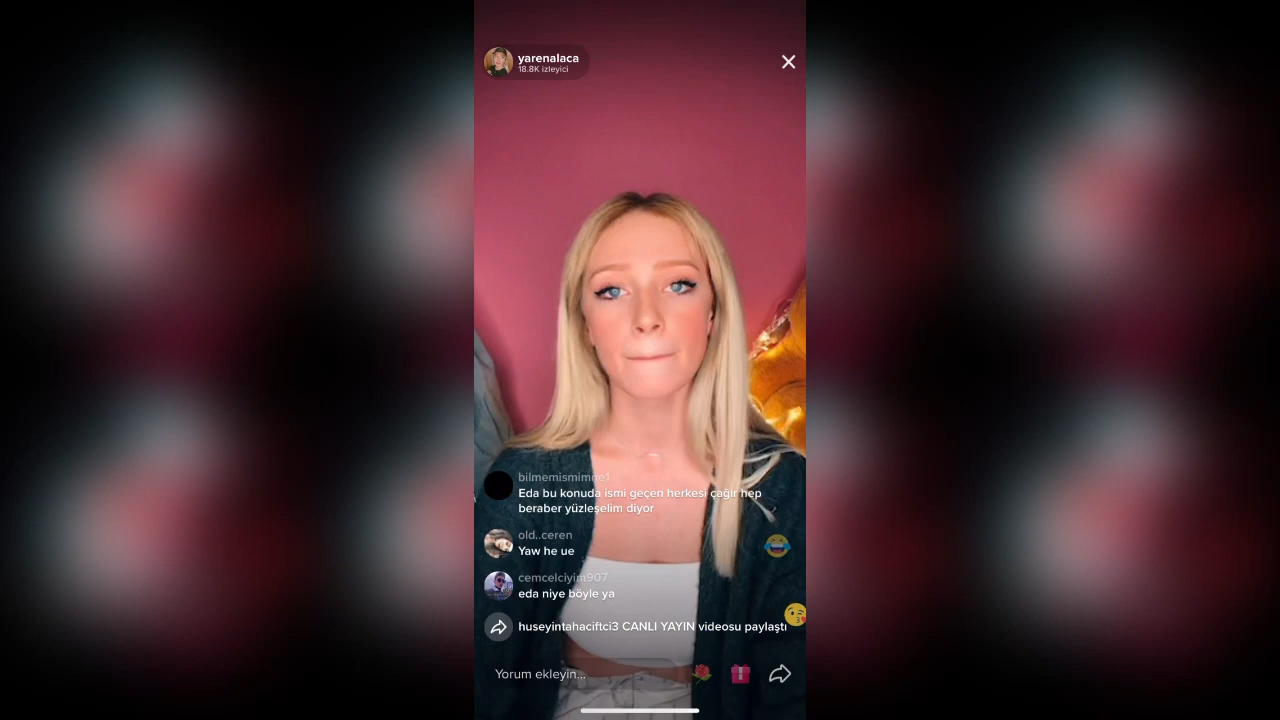 yarenalaca
18.8K izleyici
bilmemismimne1
Eda bu konuda ismi geçen herkesi çağır hep
beraber yüzleşelim diyor
old..ceren
Yaw he ue
cemcelciyim907
eda niye böyle ya
huseyintahaciftci3 CANLI YAYIN videosu paylaştı
Yorum ekleyin...